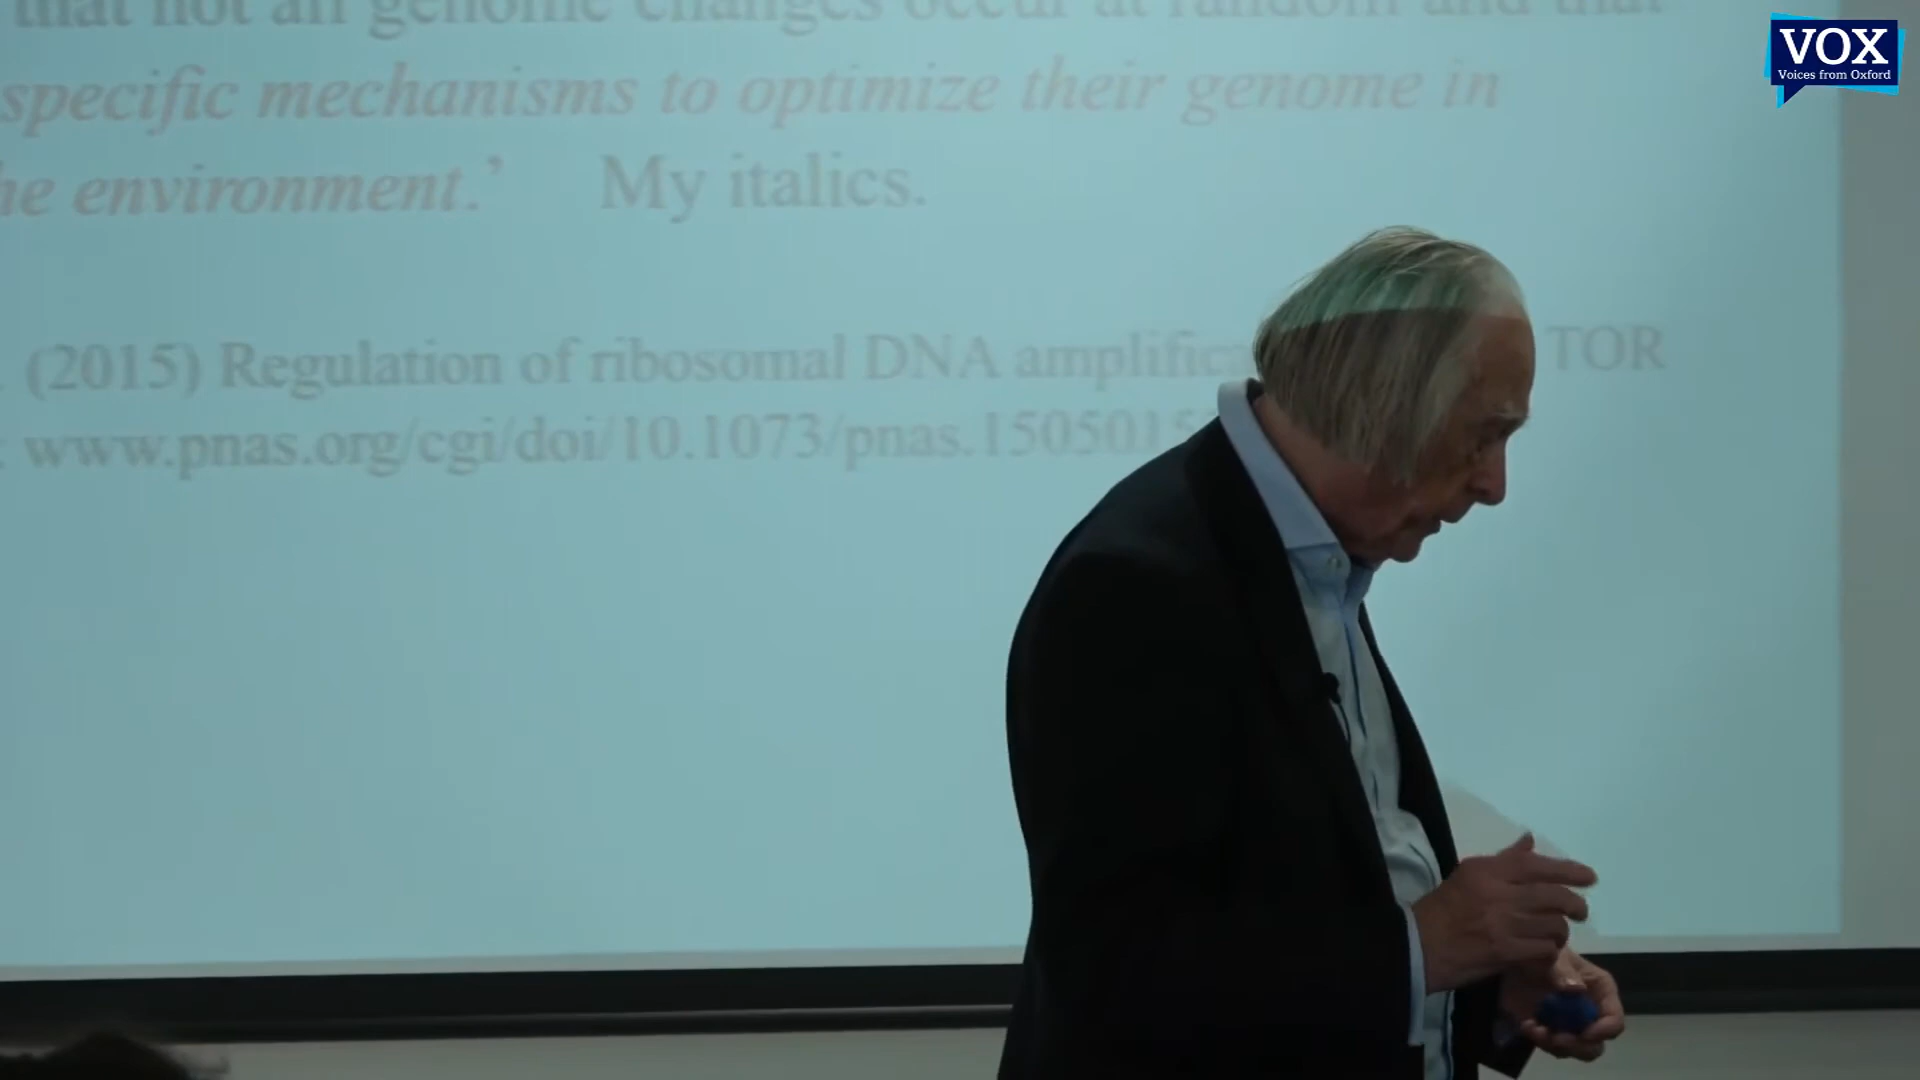 that not all genome changes occur at random and that
specific mechanisms to optimize their genome in
he environment.’ My italics.
(2015) Regulation of ribosomal DNA amplific TOR
: www.pnas.org/cgi/doi/10.1073/pnas.150501
VOX
Voices from Oxford